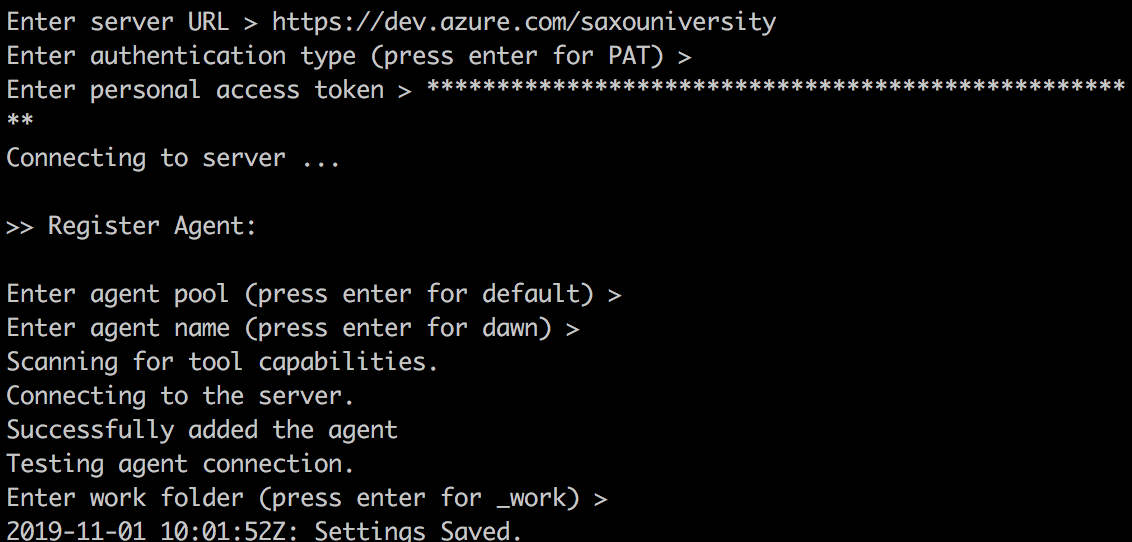 Enter server URL > https://dev.azure.com/saxouniversity
Enter authentication type (press enter for PAT) >
Enter personal access token > **************************************************
**
Connecting to server ...
>> Register Agent:
Enter agent pool (press enter for default) >
Enter agent name (press enter for dawn) >
Scanning for tool capabilities.
Connecting to the server.
Successfully added the agent
Testing agent connection.
Enter work folder (press enter for _work) >
2019-11-01 10:01:52Z: Settings Saved.